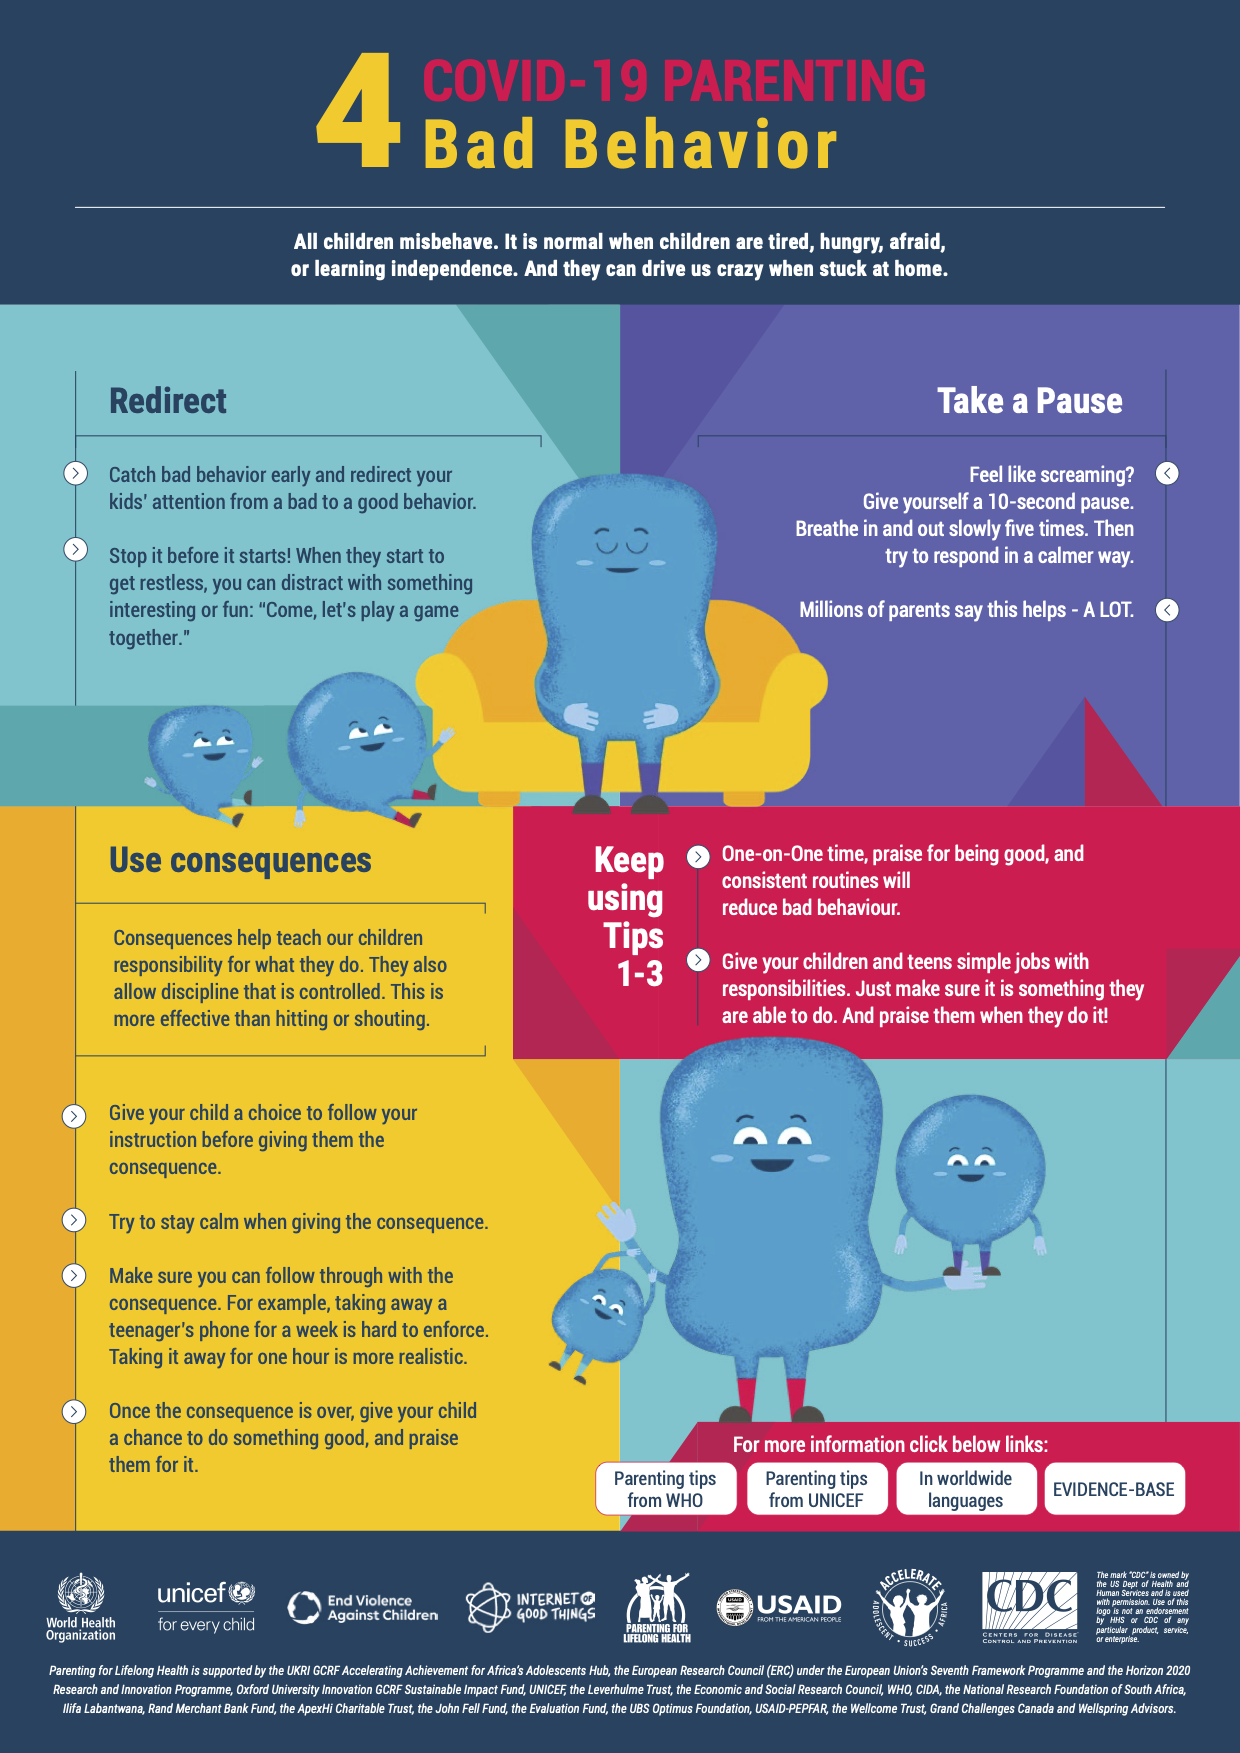 4
COVID-19 PARENTING
Bad Behavior
All children misbehave. It is normal when children are tired, hungry, afraid,
or learning independence. And they can drive us crazy when stuck at home.
Redirect
Catch bad behavior early and redirect your
kids' attention from a bad to a good behavior.
Stop it before it starts! When they start to
get restless, you can distract with something
interesting or fun: “Come, let's play a game
together.”
Take a Pause
Feel like screaming?
Give yourself a 10-second pause.
Breathe in and out slowly five times. Then
try to respond in a calmer way.
Millions of parents say this helps - A LOT.
Use consequences
Consequences help teach our children
responsibility for what they do. They also
allow discipline that is controlled. This is
more effective than hitting or shouting.
Give your child a choice to follow your
instruction before giving them the
consequence.
Try to stay calm when giving the consequence.
Make sure you can follow through with the
consequence. For example, taking away a
teenager's phone for a week is hard to enforce.
Taking it away for one hour is more realistic.
Once the consequence is over, give your child
a chance to do something good, and praise
them for it.
Keep
using
Tips
1-3
One-on-One time, praise for being good, and
consistent routines will
reduce bad behaviour.
Give your children and teens simple jobs with
responsibilities. Just make sure it is something they
are able to do. And praise them when they do it!
For more information click below links:
Parenting tips
from WHO
Parenting tips
from UNICEF
In worldwide
languages
EVIDENCE-BASE
World Health
Organization
unicef
for every child
End Violence
Against Children
INTERNET OF
GOOD THINGS
PARENTING FOR
LIFELONG HEALTH
USAID
FROM THE AMERICAN PEOPLE
ACCELERATE
ADOLESCENT • SUCCESS • AFRICA
CDC
CENTERS FOR DISEASE
CONTROL AND PREVENTION
The mark "CDC" is owned by
the US Dept of Health and
Human Services and is used
with permission. Use of this
logo is not an endorsement
by HHS or CDC of any
particular product, service,
or enterprise.
Parenting for Lifelong Health is supported by the UKRI GCRF Accelerating Achievement for Africa's Adolescents Hub, the European Research Council (ERC) under the European Union's Seventh Framework Programme and the Horizon 2020
Research and Innovation Programme, Oxford University Innovation GCRF Sustainable Impact Fund, UNICEF, the Leverhulme Trust, the Economic and Social Research Council, WHO, CIDA, the National Research Foundation of South Africa,
Ilifa Labantwana, Rand Merchant Bank Fund, the ApexHi Charitable Trust, the John Fell Fund, the Evaluation Fund, the UBS Optimus Foundation, USAID-PEPFAR, the Wellcome Trust, Grand Challenges Canada and Wellspring Advisors.